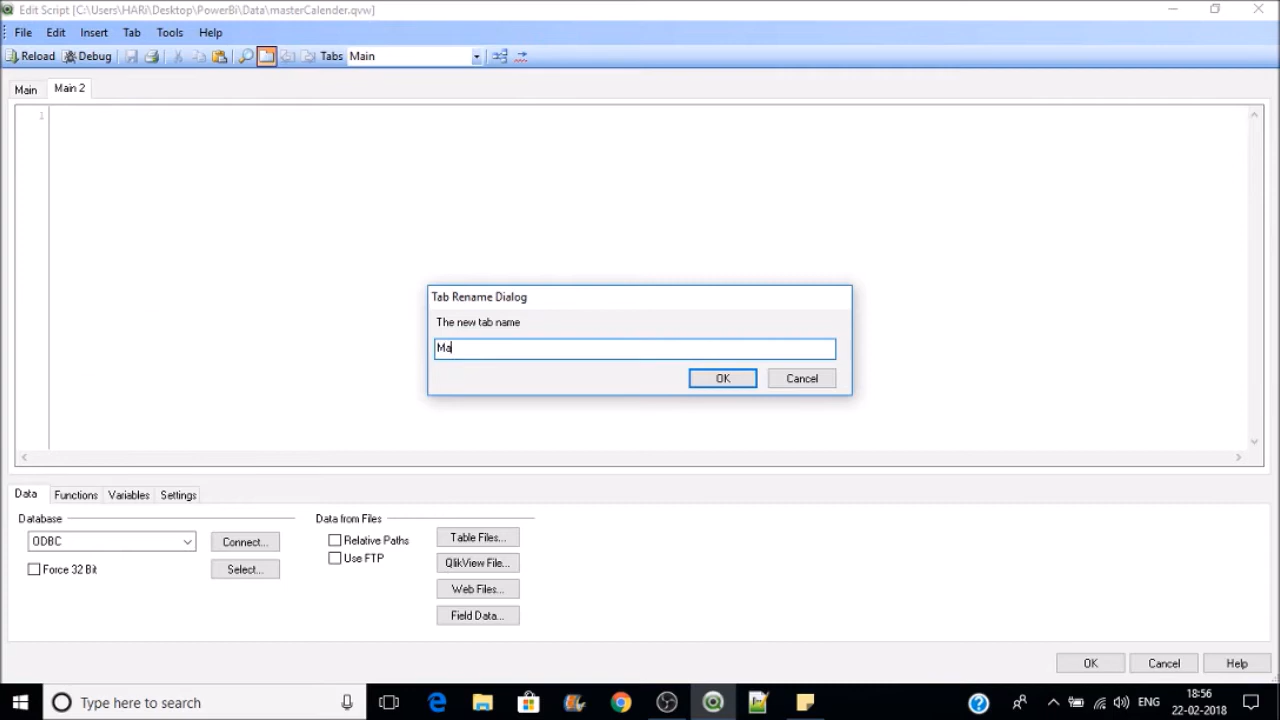 Edit Script [C:\Users\HARi\Desktop\PowerBi\Data\masterCalender.qvw]
File Edit Insert Tab Tools Help
Reload Debug Tabs Main
Main Main 2
1
Tab Rename Dialog
The new tab name
Ma
OK Cancel
Data Functions Variables Settings
Database Data from Files
ODBC Connect... Relative Paths Table Files...
Use FTP QlikView File...
Force 32 Bit Select...
Web Files...
Field Data...
OK Cancel Help
Type here to search ENG 18:56
22-02-2018